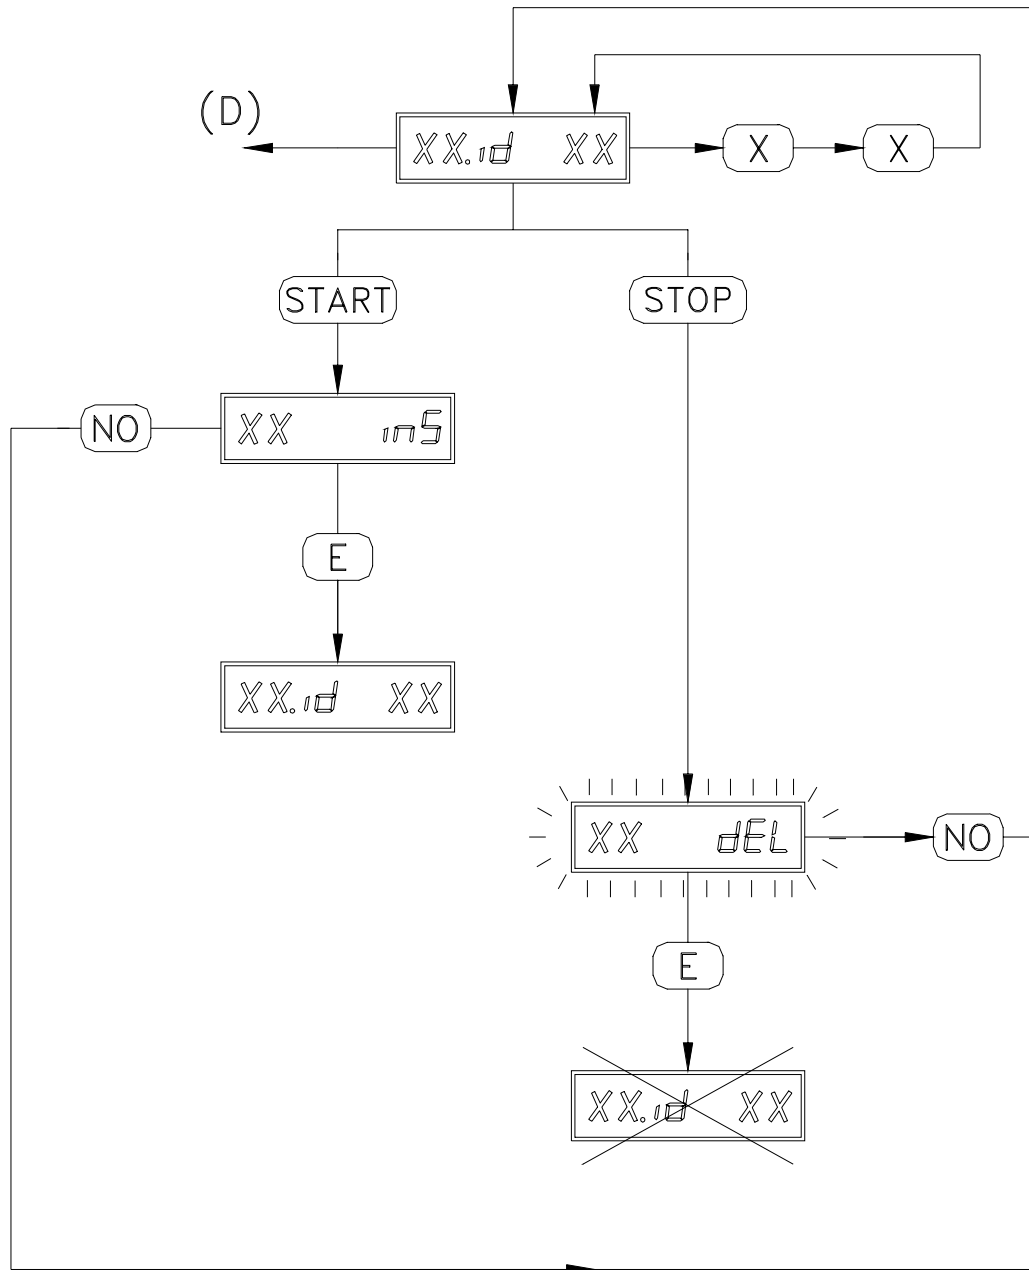 (D)
XX.id XX
X
X
START
STOP
NO
XX inS
E
XX.id XX
XX dEL
NO
E
XX.id XX